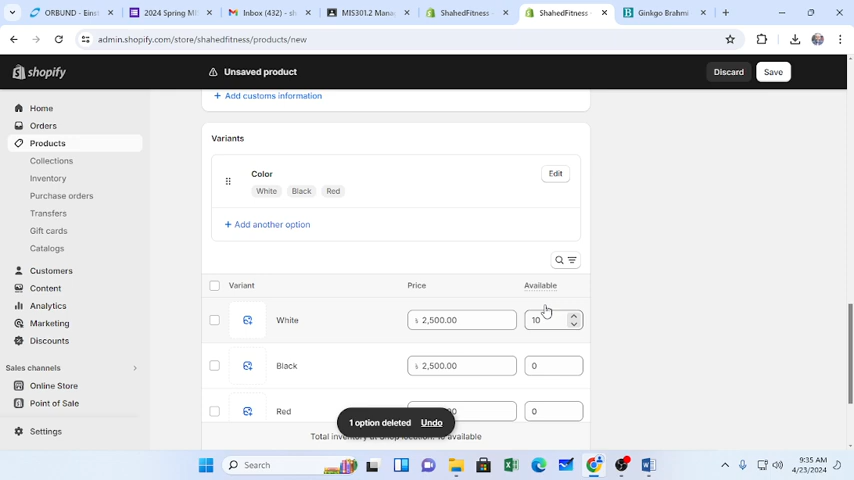 ORBUND - Eins
2024 Spring M
Inbox (432) - sh
MIS301.2 Mana
ShahedFitness
ShahedFitness
Ginkgo Brahmi
admin.shopify.com/store/shahedfitness/products/new
shopify
Unsaved product
Discard
Save
Home
Orders
Products
Collections
Inventory
Purchase orders
Transfers
Gift cards
Catalogs
Customers
Content
Analytics
Marketing
Discounts
Sales channels
Online Store
Point of Sale
Settings
+ Add customs information
Variants
Color
Edit
White Black Red
+ Add another option
Variant Price Available
White ৳ 2,500.00 10
Black ৳ 2,500.00 0
Red 0
1 option deleted Undo
Total inventory at Shop location: 10 available
Search
9:35 AM
4/23/2024